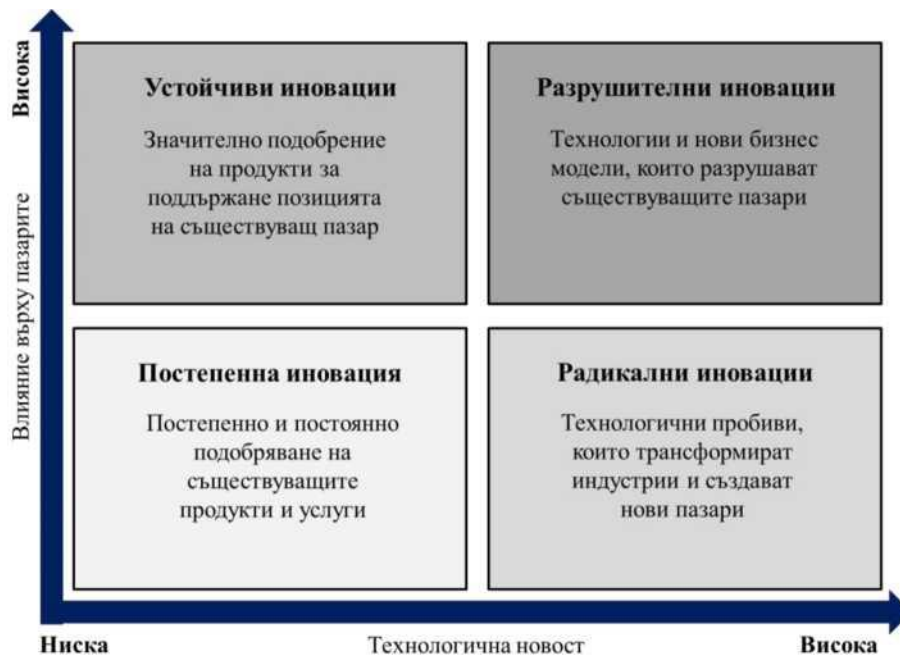 Висока
Влияние върху пазарите
Устойчиви иновации
Значително подобрение
на продукти за
поддържане позицията
на съществуващ пазар
Разрушителни иновации
Технологии и нови бизнес
модели, които разрушават
съществуващите пазари
Постепенна иновация
Постепенно и постоянно
подобряване на
съществуващите
продукти и услуги
Радикални иновации
Технологични пробиви,
които трансформират
индустрии и създават
нови пазари
Ниска
Технологична новост
Висока